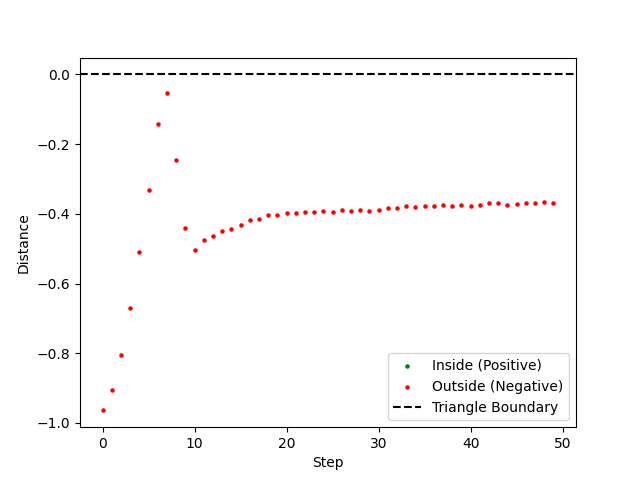 0.0
−0.2
−0.4
−0.6
−0.8
−1.0
Distance
0 10 20 30 40 50
Step
Inside (Positive)
Outside (Negative)
Triangle Boundary